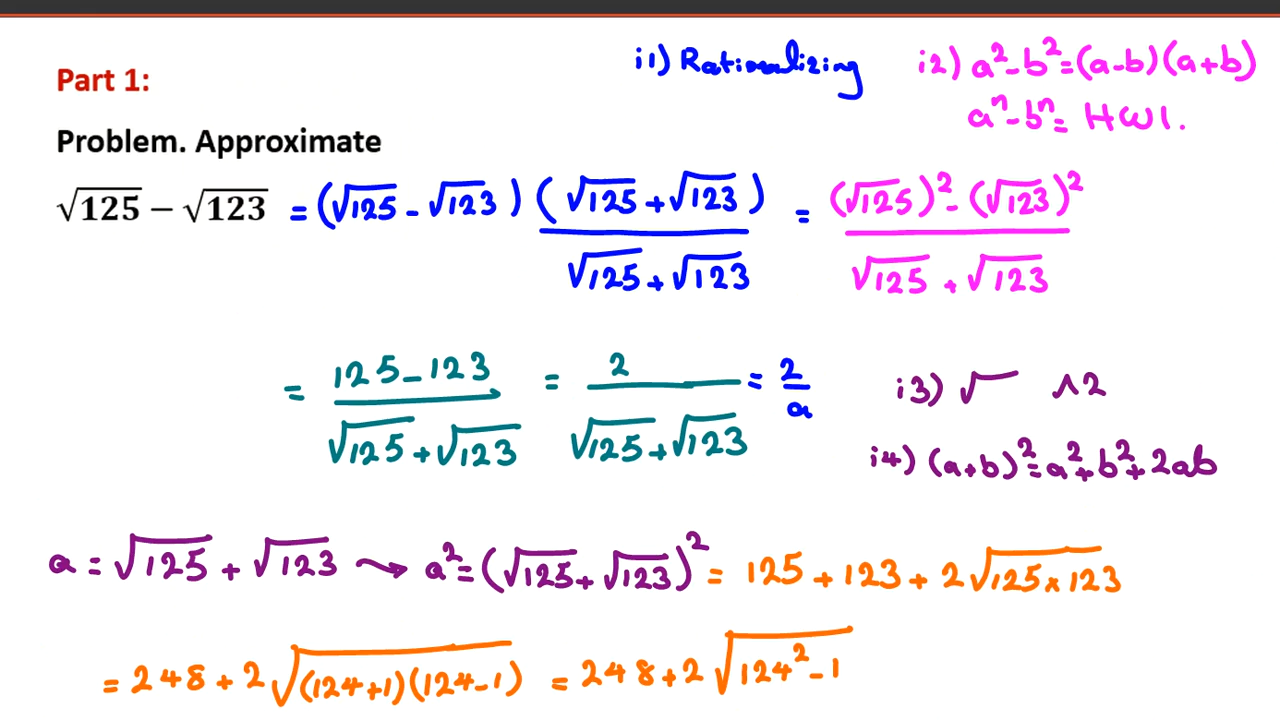 Part 1:
i1) Rationalizing
i2) a²-b²=(a-b)(a+b)
aⁿ-bⁿ= HW1.
Problem. Approximate
√125 − √123 = (√125 - √123) (√125 + √123)/(√125 + √123) = ((√125)² - (√123)²)/(√125 + √123)
= (125-123)/(√125 + √123) = 2/(√125 + √123) = 2/a
i3) √ ^2
i4) (a+b)²=a²+b²+2ab
a = √125 + √123 ⇝ a²=(√125 + √123)² = 125 + 123 + 2√(125×123)
= 248 + 2√((124+1)(124-1)) = 248 + 2√(124²-1)